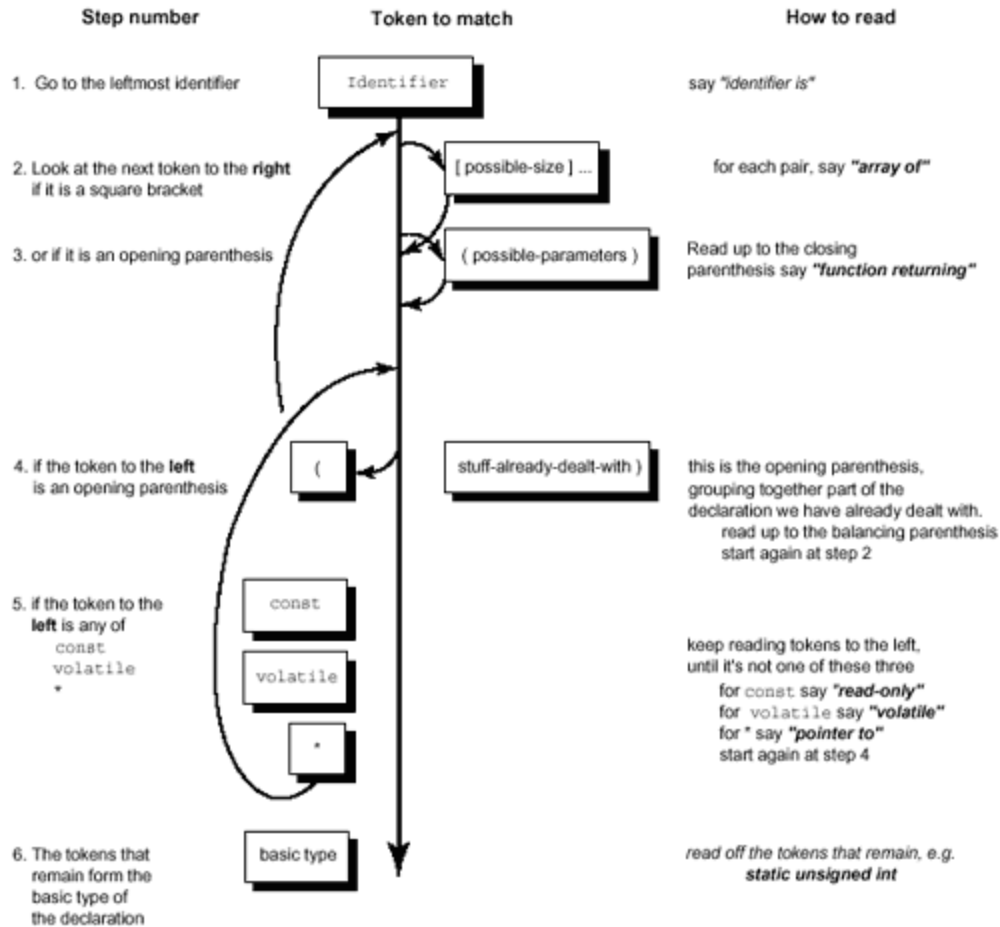 Step number
Token to match
How to read
1. Go to the leftmost identifier
Identifier
say "identifier is"
2. Look at the next token to the right
if it is a square bracket
[ possible-size ] ...
for each pair, say "array of"
3. or if it is an opening parenthesis
( possible-parameters )
Read up to the closing
parenthesis say "function returning"
4. if the token to the left
is an opening parenthesis
(
stuff-already-dealt-with )
this is the opening parenthesis,
grouping together part of the
declaration we have already dealt with.
read up to the balancing parenthesis
start again at step 2
5. if the token to the
left is any of
const
volatile
*
const
volatile
*
keep reading tokens to the left,
until it's not one of these three
for const say "read-only"
for volatile say "volatile"
for * say "pointer to"
start again at step 4
6. The tokens that
remain form the
basic type of
the declaration
basic type
read off the tokens that remain, e.g.
static unsigned int